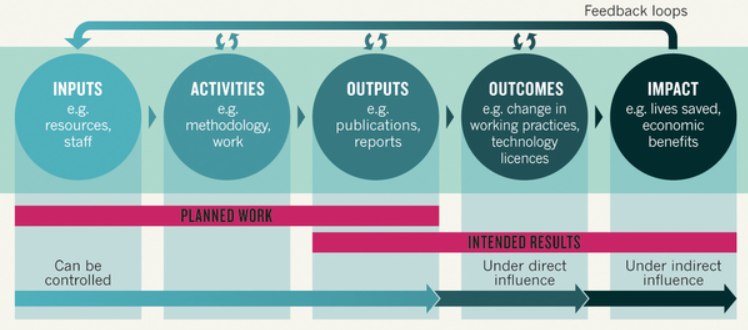 Feedback loops
INPUTS
e.g.
resources,
staff
ACTIVITIES
e.g.
methodology,
work
OUTPUTS
e.g.
publications,
reports
OUTCOMES
e.g. change in
working practices,
technology
licences
IMPACT
e.g. lives saved,
economic
benefits
PLANNED WORK
INTENDED RESULTS
Can be
controlled
Under direct
influence
Under indirect
influence